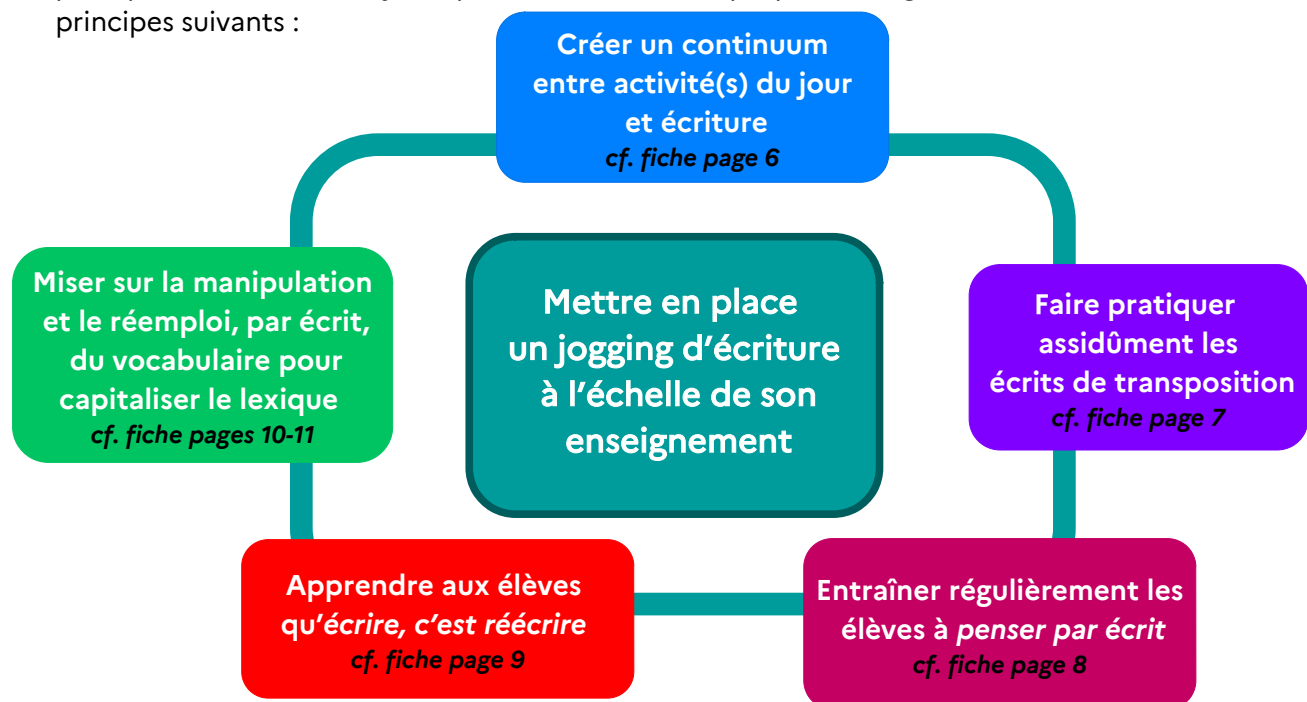 principes suivants :
Créer un continuum
entre activité(s) du jour
et écriture
cf. fiche page 6
Miser sur la manipulation
et le réemploi, par écrit,
du vocabulaire pour
capitaliser le lexique
cf. fiche pages 10-11
Mettre en place
un jogging d’écriture
à l’échelle de son
enseignement
Faire pratiquer
assidûment les
écrits de transposition
cf. fiche page 7
Apprendre aux élèves
qu’écrire, c’est réécrire
cf. fiche page 9
Entraîner régulièrement les
élèves à penser par écrit
cf. fiche page 8